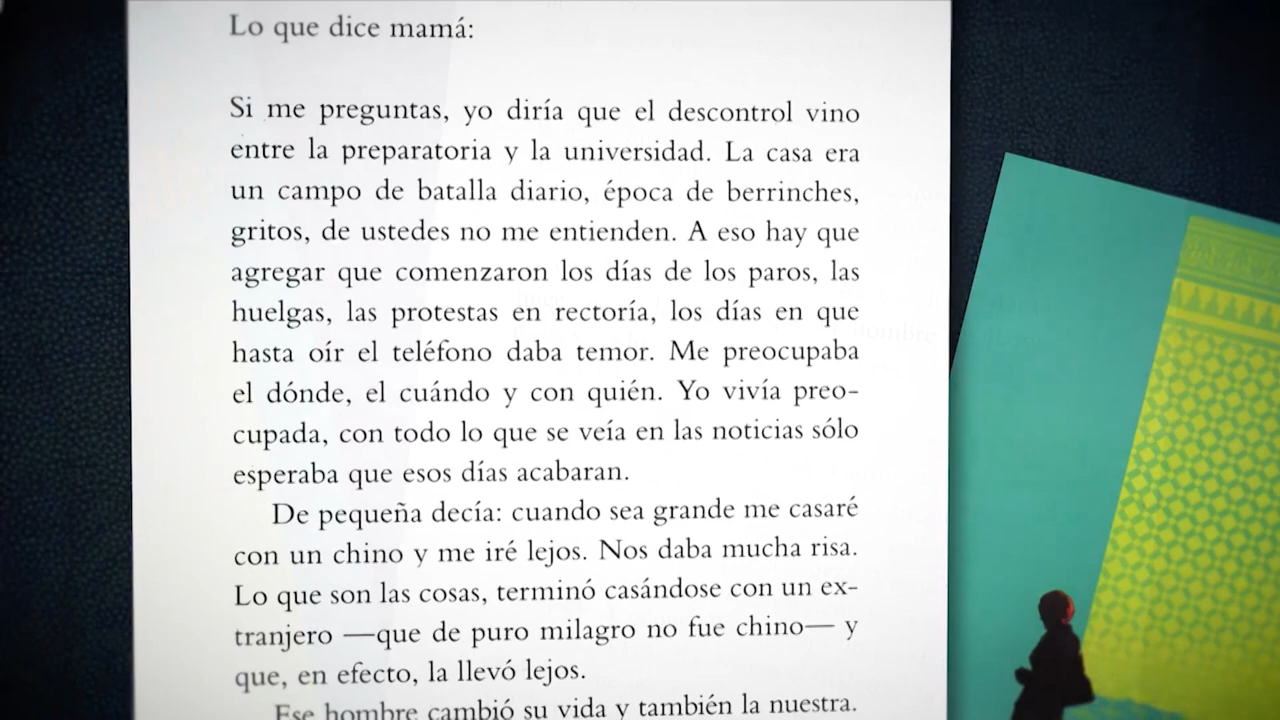 Lo que dice mamá:
Si me preguntas, yo diría que el descontrol vino
entre la preparatoria y la universidad. La casa era
un campo de batalla diario, época de berrinches,
gritos, de ustedes no me entienden. A eso hay que
agregar que comenzaron los días de los paros, las
huelgas, las protestas en rectoría, los días en que
hasta oír el teléfono daba temor. Me preocupaba
el dónde, el cuándo y con quién. Yo vivía preo-
cupada, con todo lo que se veía en las noticias sólo
esperaba que esos días acabaran.
De pequeña decía: cuando sea grande me casaré
con un chino y me iré lejos. Nos daba mucha risa.
Lo que son las cosas, terminó casándose con un ex-
tranjero —que de puro milagro no fue chino— y
que, en efecto, la llevó lejos.
Ese hombre cambió su vida y también la nuestra.